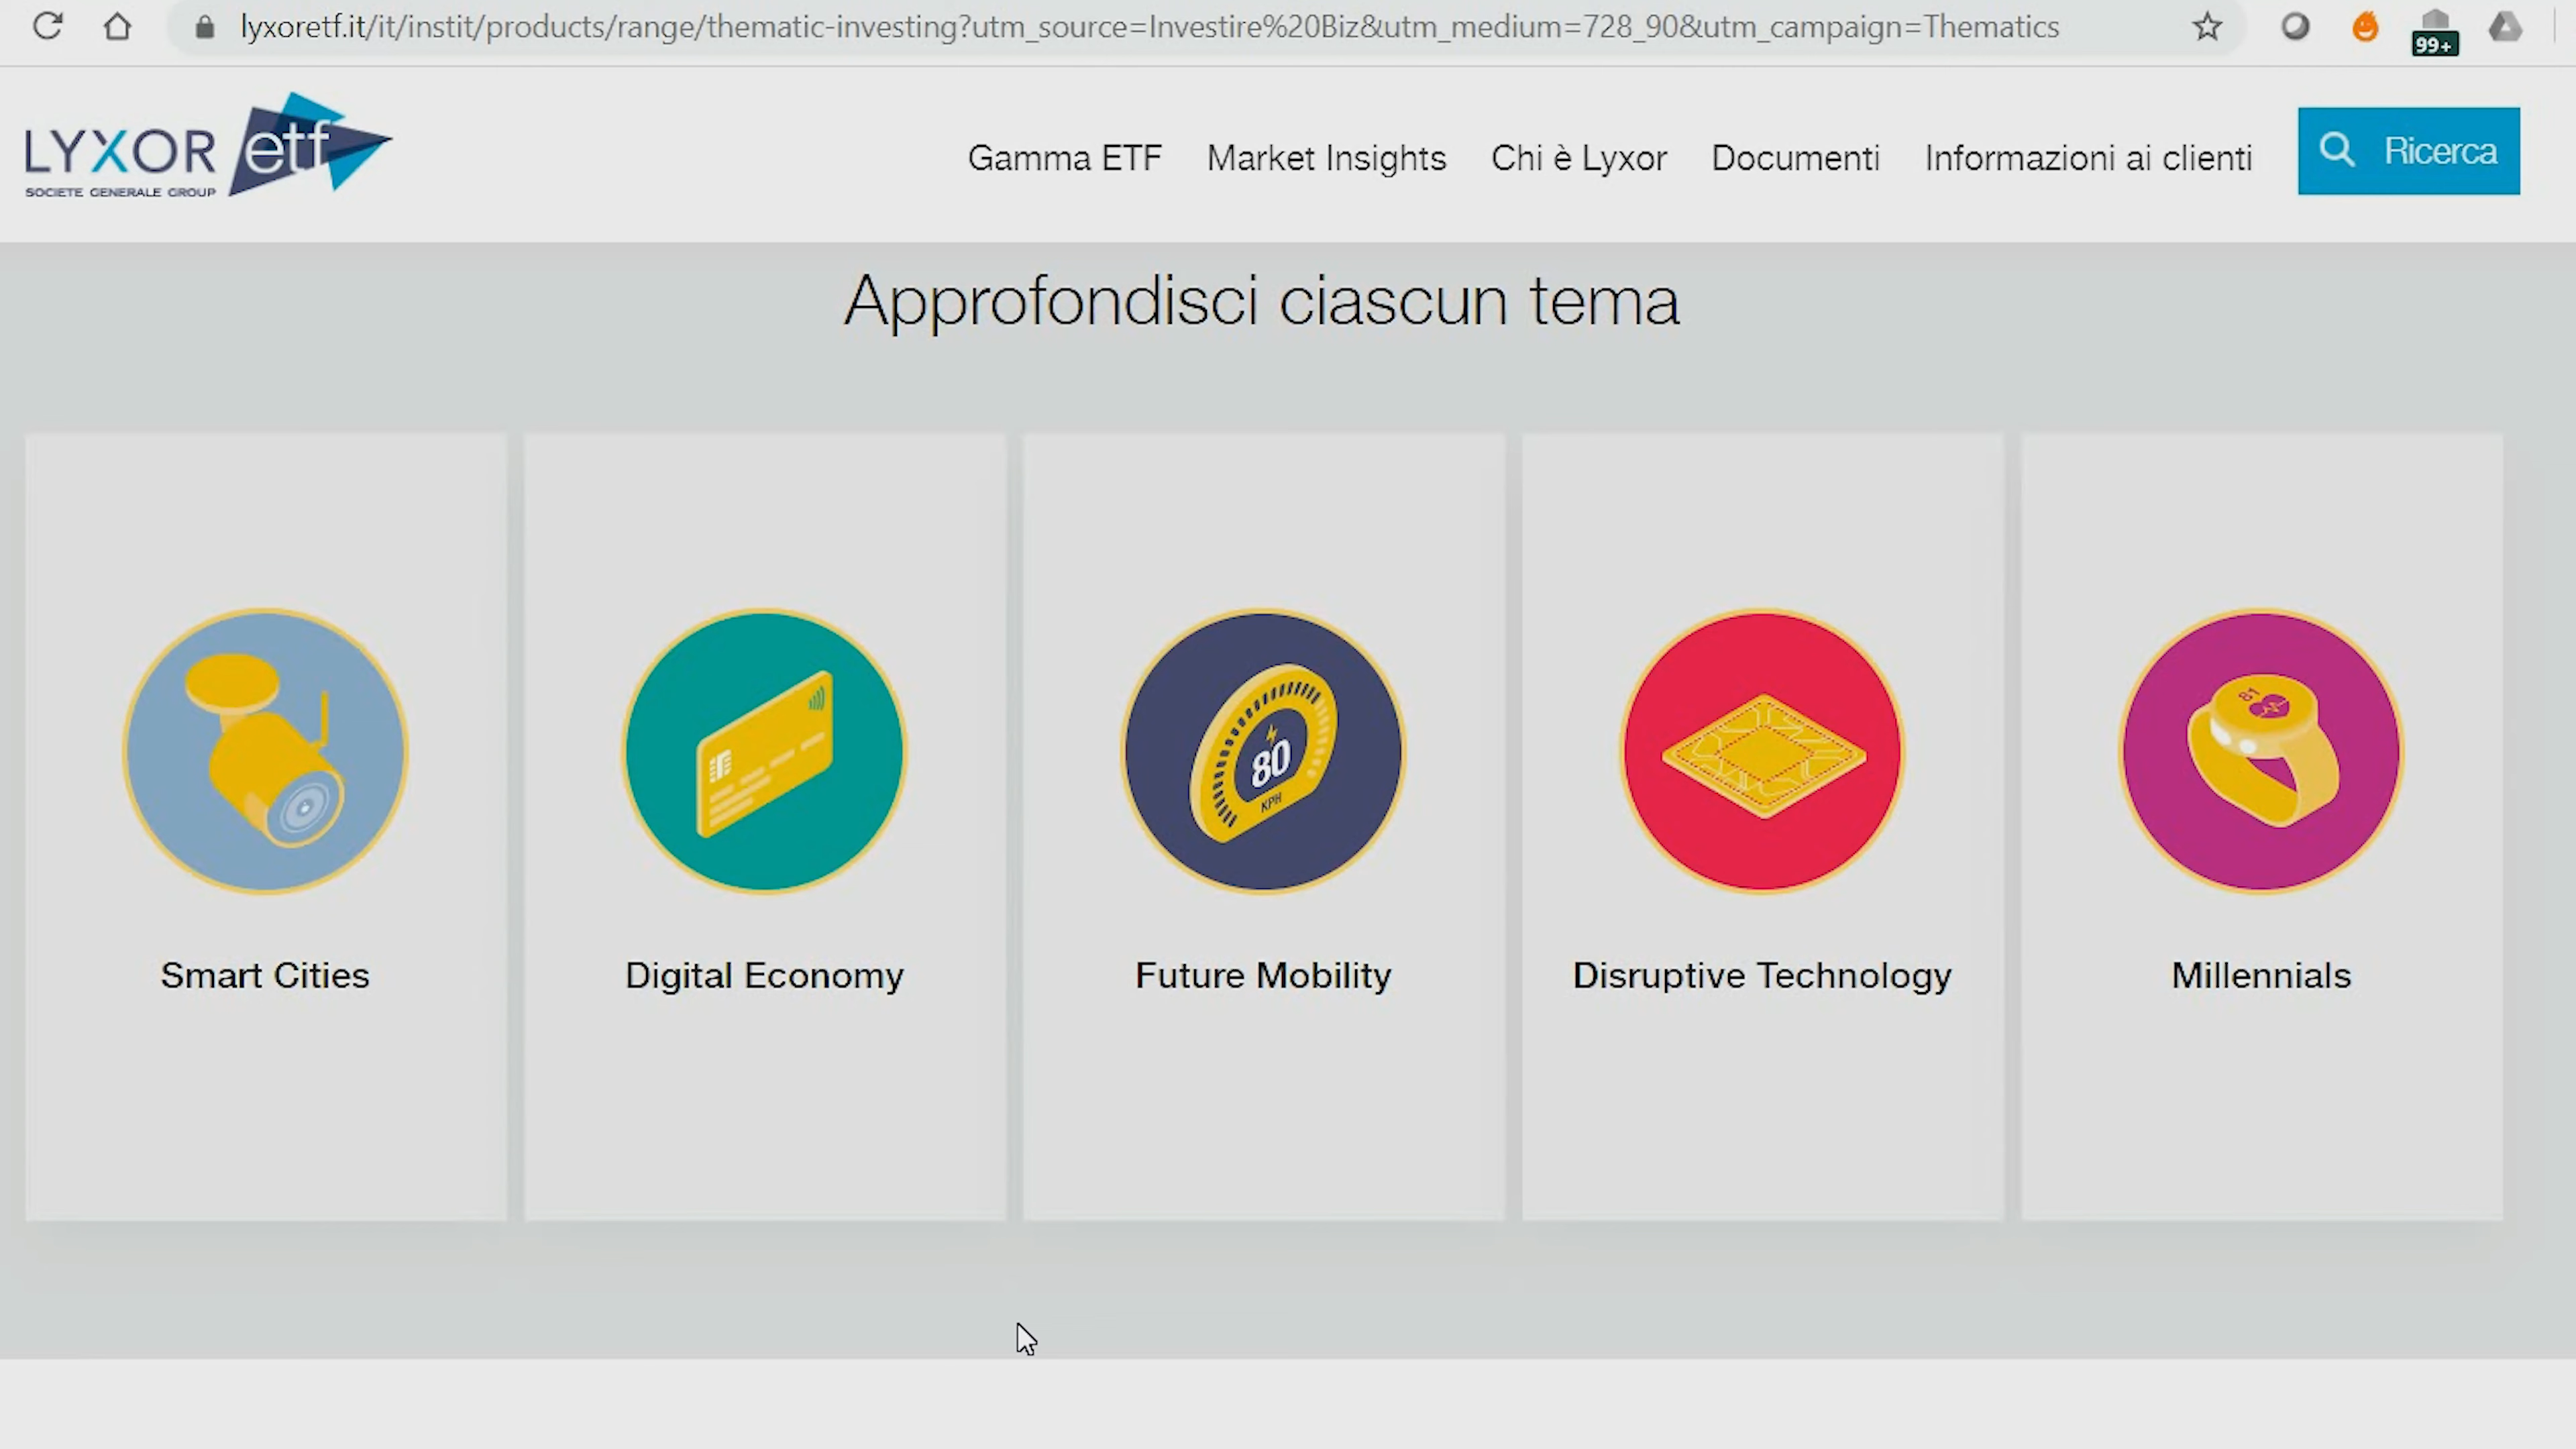 lyxoretf.it/it/instit/products/range/thematic-investing?utm_source=Investire%20Biz&utm_medium=728_90&utm_campaign=Thematics
99+
LYXOR etf
SOCIETE GENERALE GROUP
Gamma ETF
Market Insights
Chi è Lyxor
Documenti
Informazioni ai clienti
Ricerca
Approfondisci ciascun tema
80
KPH
81
Smart Cities
Digital Economy
Future Mobility
Disruptive Technology
Millennials